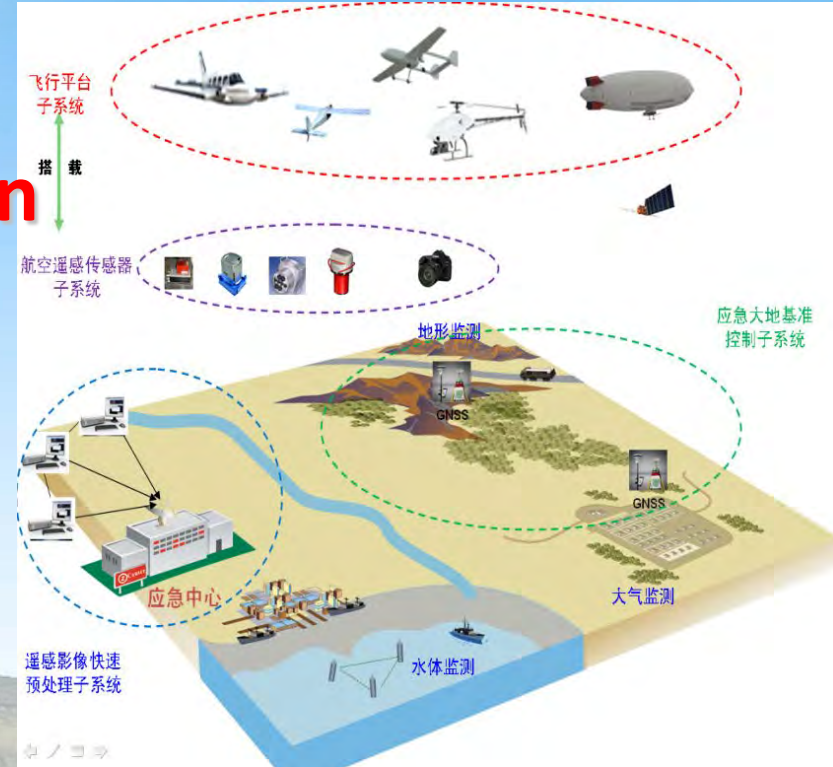 飞行平台
子系统
搭 载
n
航空遥感传感器
子系统
地形监测
应急大地基准
控制子系统
GNSS
GNSS
应急中心
大气监测
遥感影像快速
预处理子系统
水体监测